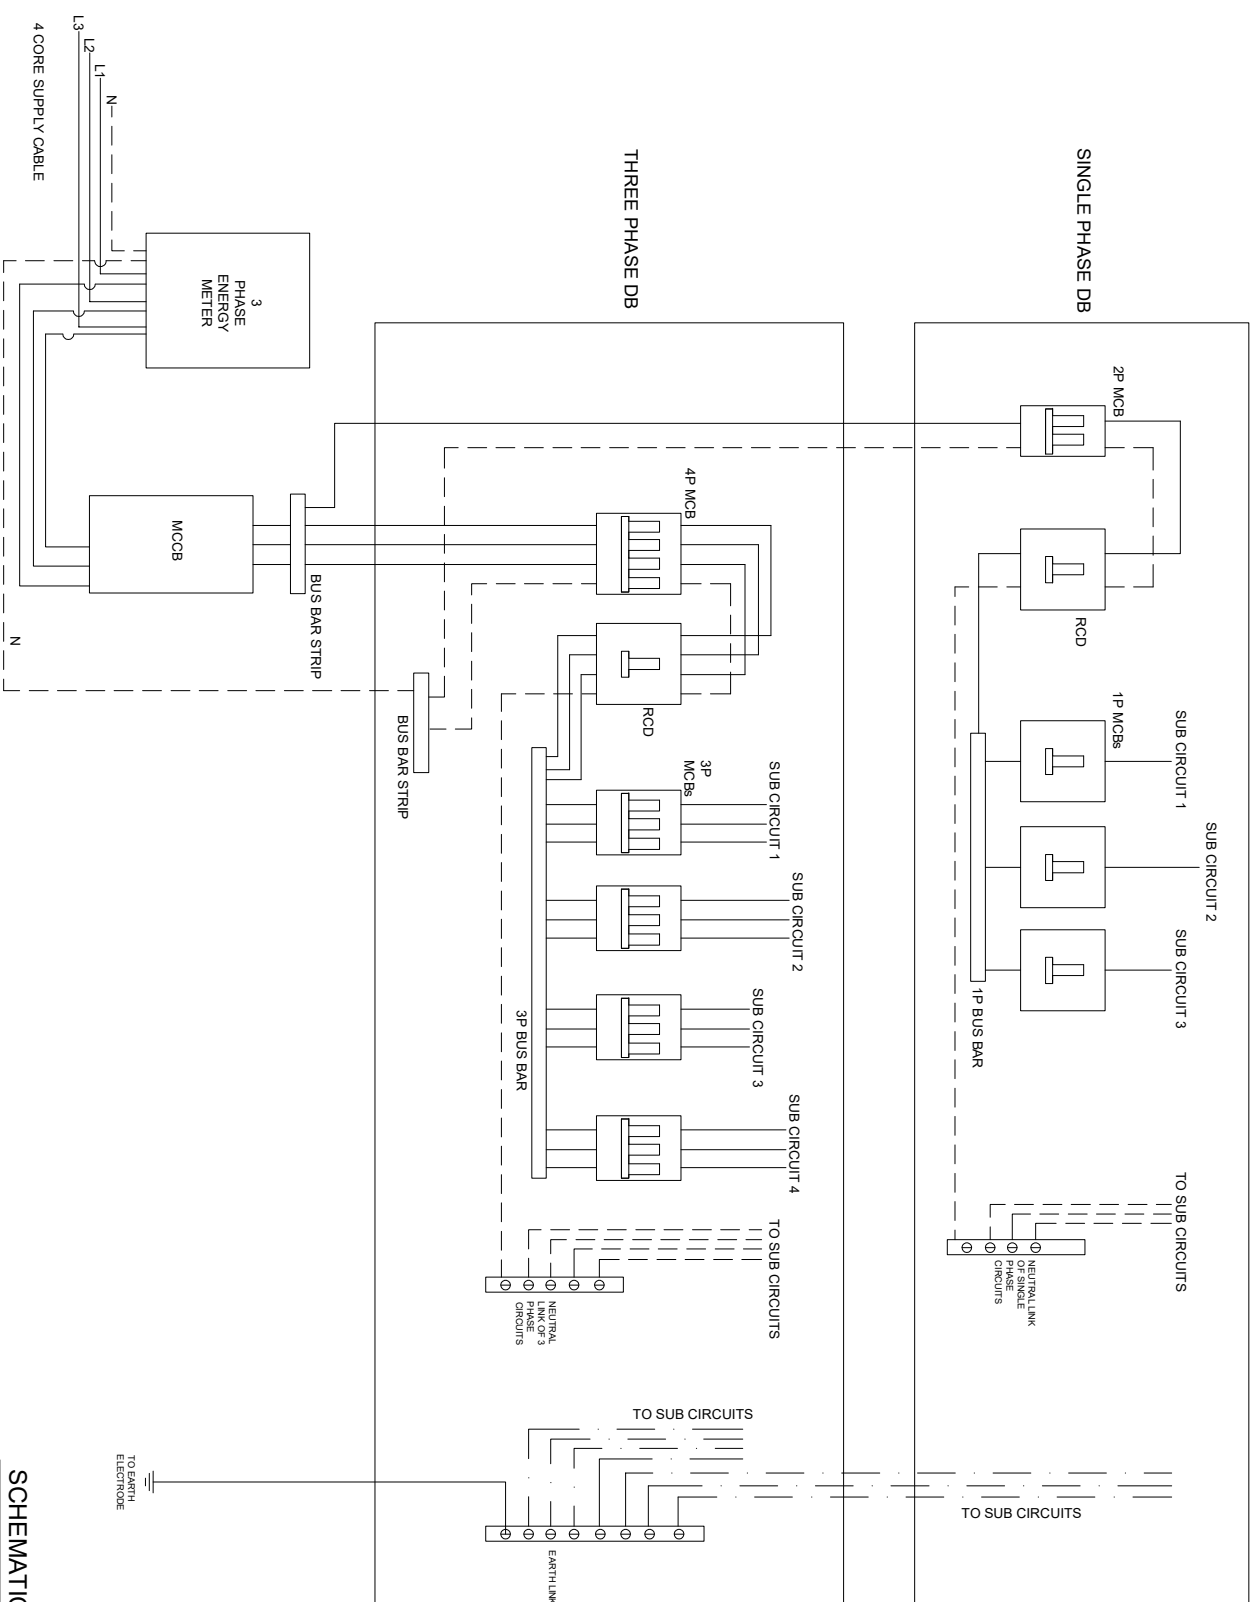 SINGLE PHASE DB
2P MCB
RCD
1P MCBs
SUB CIRCUIT 1
SUB CIRCUIT 2
SUB CIRCUIT 3
1P BUS BAR
TO SUB CIRCUITS
NEUTRAL LINK
OF SINGLE
PHASE
CIRCUITS
TO SUB CIRCUITS
THREE PHASE DB
4P MCB
RCD
3P
MCBs
SUB CIRCUIT 1
SUB CIRCUIT 2
SUB CIRCUIT 3
SUB CIRCUIT 4
3P BUS BAR
TO SUB CIRCUITS
NEUTRAL
LINK OF 3
PHASE
CIRCUITS
TO SUB CIRCUITS
EARTH LINK
BUS BAR STRIP
BUS BAR STRIP
3
PHASE
ENERGY
METER
MCCB
N
L1
L2
L3
4 CORE SUPPLY CABLE
N
TO EARTH
ELECTRODE
SCHEMATIC